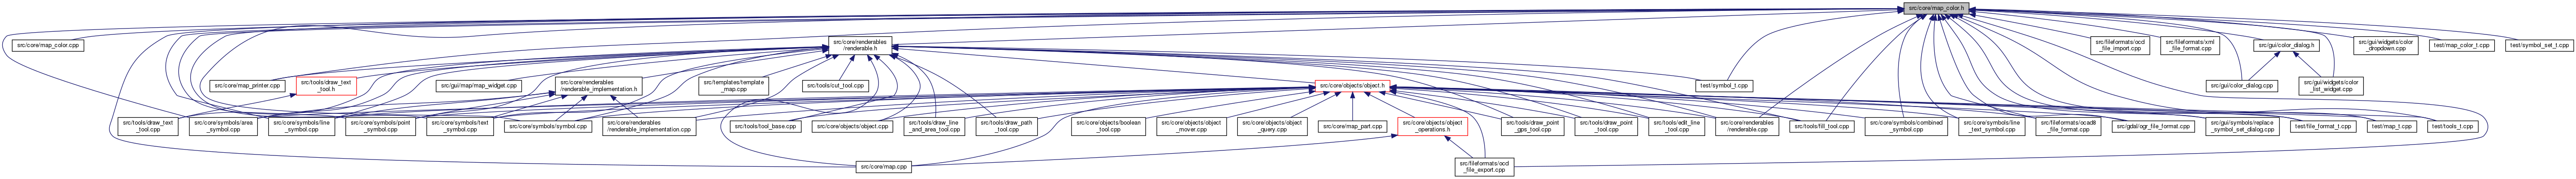 src/core/map_color.h
src/core/map_color.cpp
src/core/renderables
/renderable.h
src/fileformats/ocd
_file_import.cpp
src/fileformats/xml
_file_format.cpp
src/gui/color_dialog.h
src/gui/widgets/color
_dropdown.cpp
test/map_color_t.cpp
test/symbol_set_t.cpp
src/core/map_printer.cpp
src/tools/draw_text
_tool.h
src/gui/map/map_widget.cpp
src/core/renderables
/renderable_implementation.h
src/templates/template
_map.cpp
src/tools/cut_tool.cpp
src/core/objects/object.h
test/symbol_t.cpp
src/gui/color_dialog.cpp
src/gui/widgets/color
_list_widget.cpp
src/tools/draw_text
_tool.cpp
src/core/symbols/area
_symbol.cpp
src/core/symbols/line
_symbol.cpp
src/core/symbols/point
_symbol.cpp
src/core/symbols/text
_symbol.cpp
src/core/symbols/symbol.cpp
src/core/renderables
/renderable_implementation.cpp
src/tools/tool_base.cpp
src/core/objects/object.cpp
src/tools/draw_line
_and_area_tool.cpp
src/tools/draw_path
_tool.cpp
src/core/objects/boolean
_tool.cpp
src/core/objects/object
_mover.cpp
src/core/objects/object
_query.cpp
src/core/map_part.cpp
src/core/objects/object
_operations.h
src/tools/draw_point
_gps_tool.cpp
src/tools/draw_point
_tool.cpp
src/tools/edit_line
_tool.cpp
src/core/renderables
/renderable.cpp
src/tools/fill_tool.cpp
src/core/symbols/combined
_symbol.cpp
src/core/symbols/line
_text_symbol.cpp
src/fileformats/ocad8
_file_format.cpp
src/gdal/ogr_file_format.cpp
src/gui/symbols/replace
_symbol_set_dialog.cpp
test/file_format_t.cpp
test/map_t.cpp
test/tools_t.cpp
src/core/map.cpp
src/fileformats/ocd
_file_export.cpp